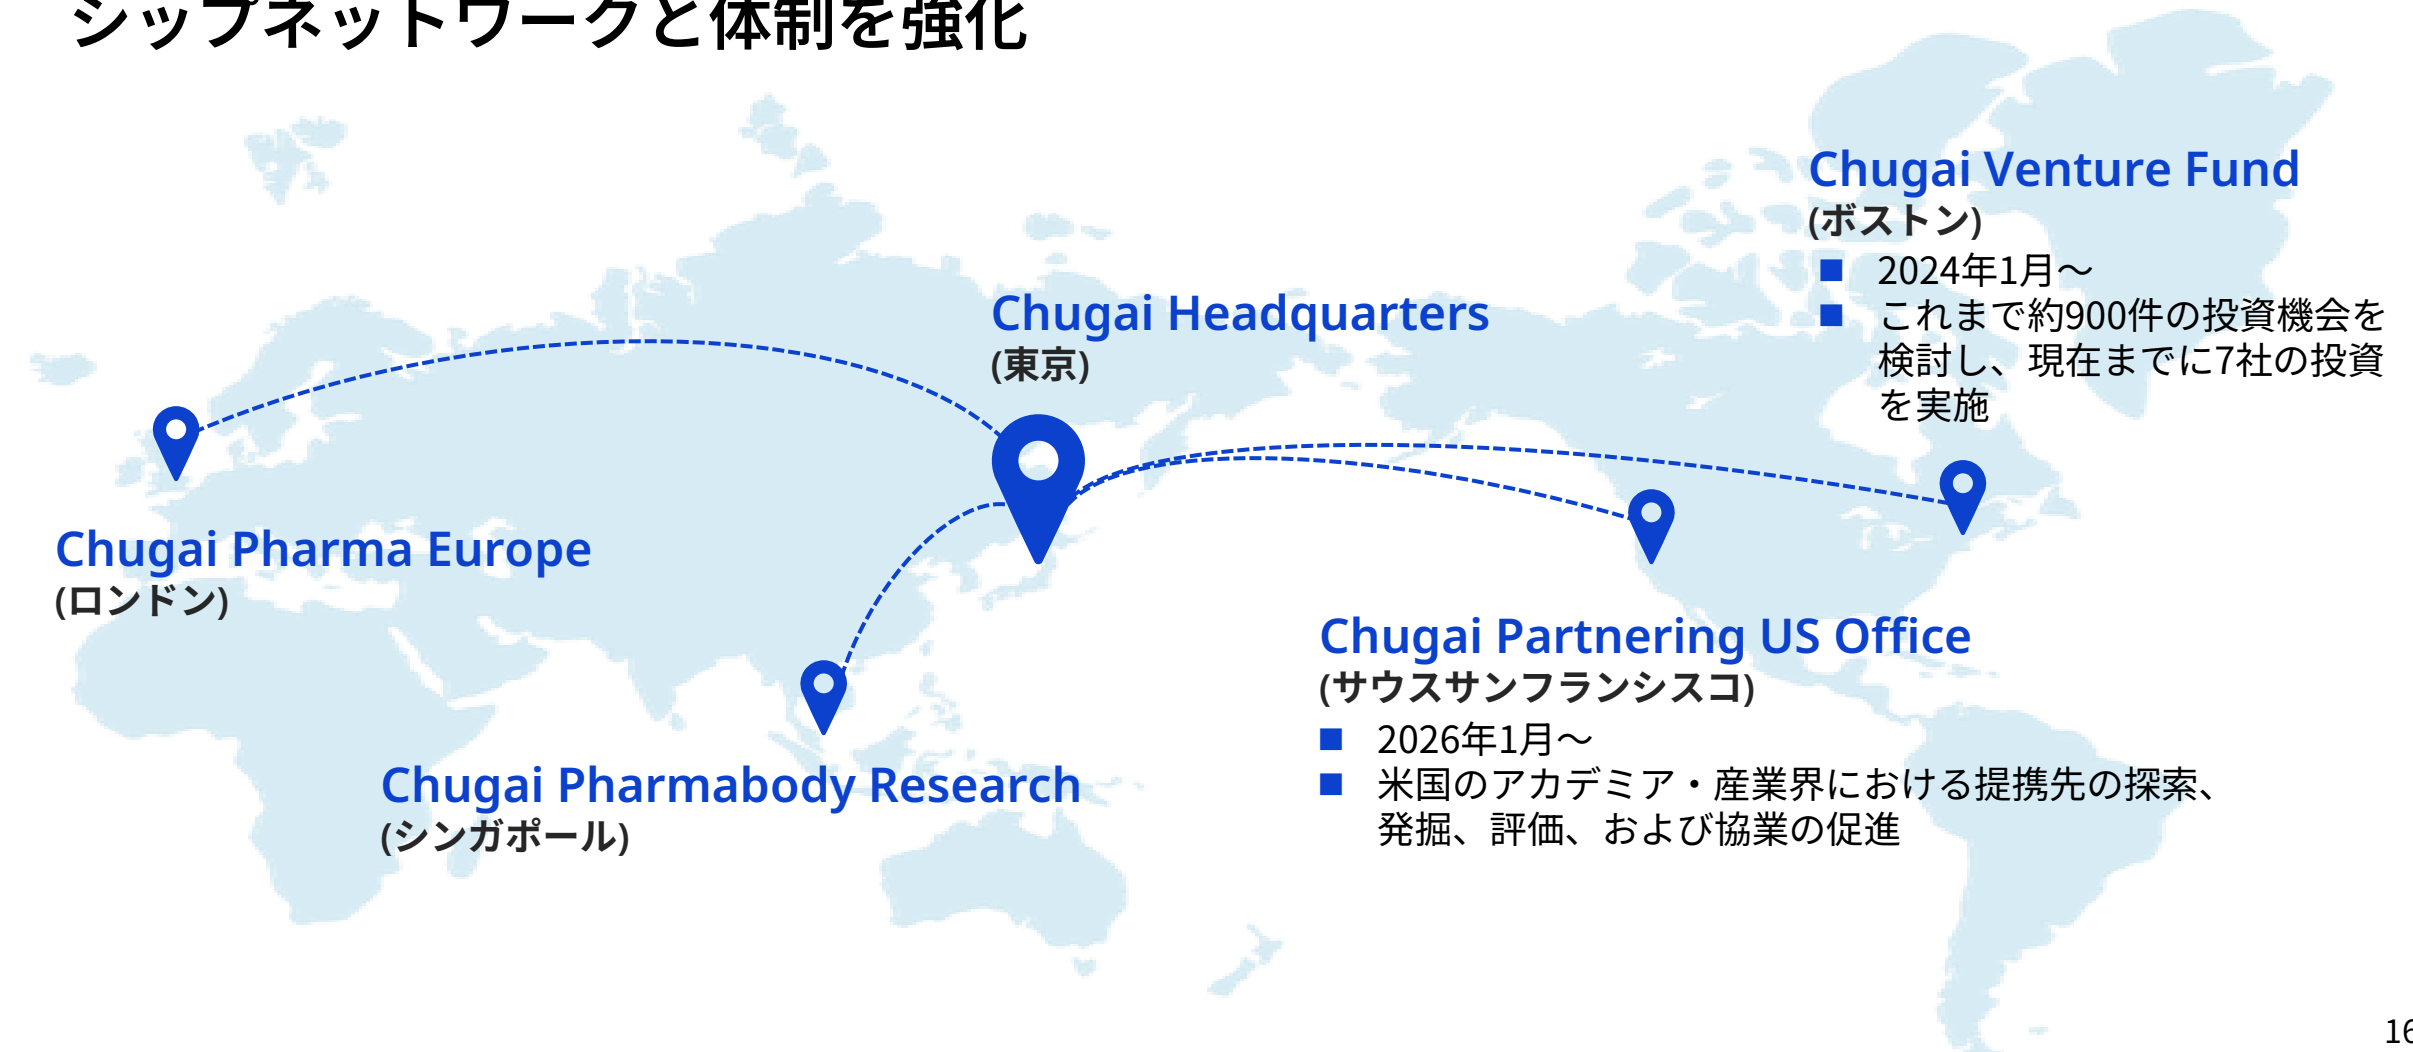 シップネットワークと体制を強化
Chugai Venture Fund
(ボストン)
■ 2024年1月～
■ これまで約900件の投資機会を
検討し、現在までに7社の投資
を実施
Chugai Headquarters
(東京)
Chugai Pharma Europe
(ロンドン)
Chugai Partnering US Office
(サウスサンフランシスコ)
■ 2026年1月～
■ 米国のアカデミア・産業界における提携先の探索、
発掘、評価、および協業の促進
Chugai Pharmabody Research
(シンガポール)
16